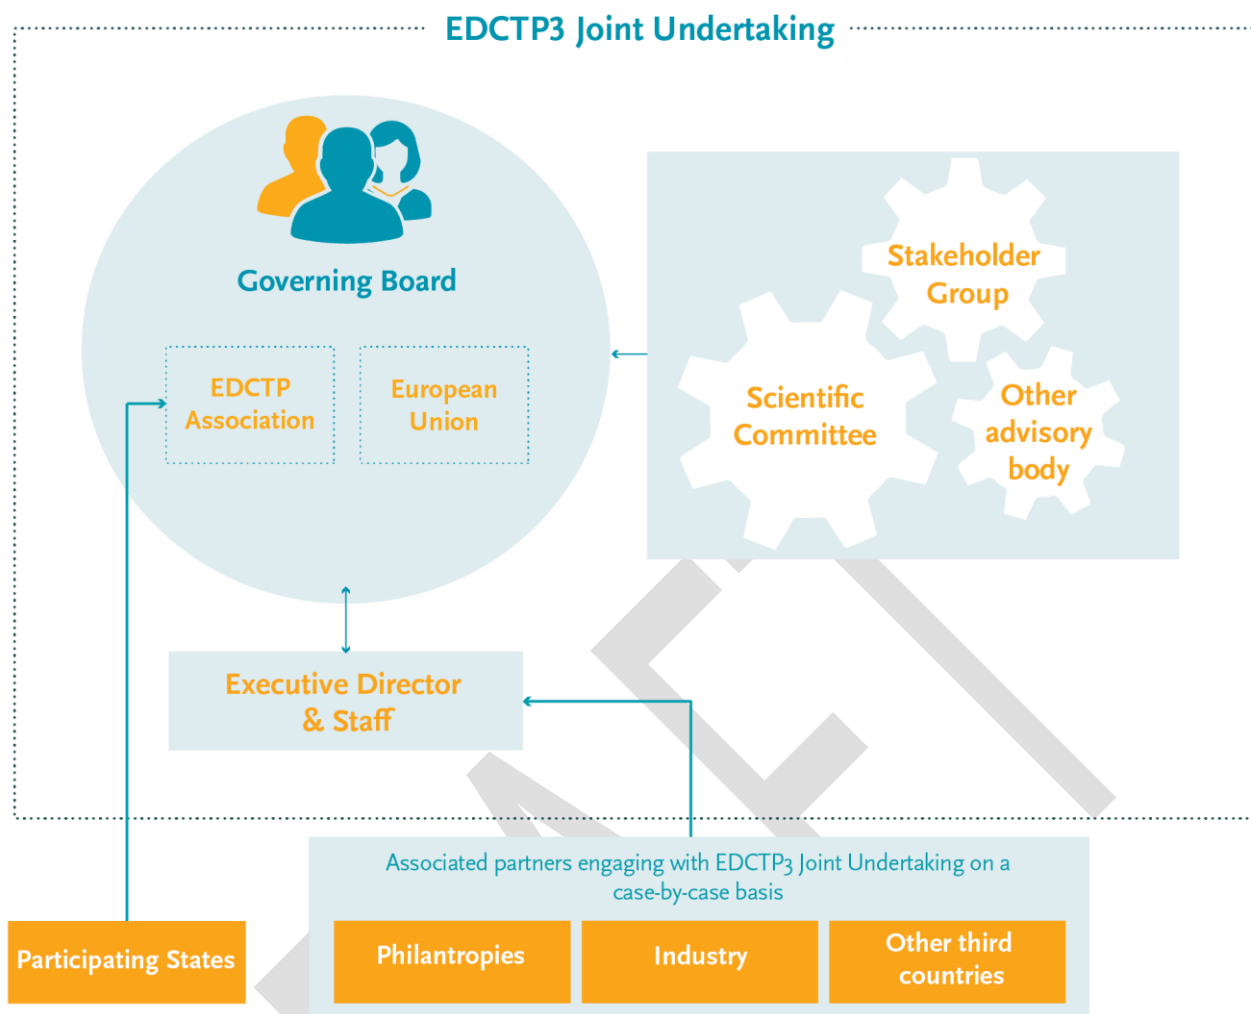 EDCTP3 Joint Undertaking
Governing Board
EDCTP
Association
European
Union
Stakeholder
Group
Scientific
Committee
Other
advisory
body
Executive Director
& Staff
Associated partners engaging with EDCTP3 Joint Undertaking on a
case-by-case basis
Participating States
Philantropies
Industry
Other third
countries